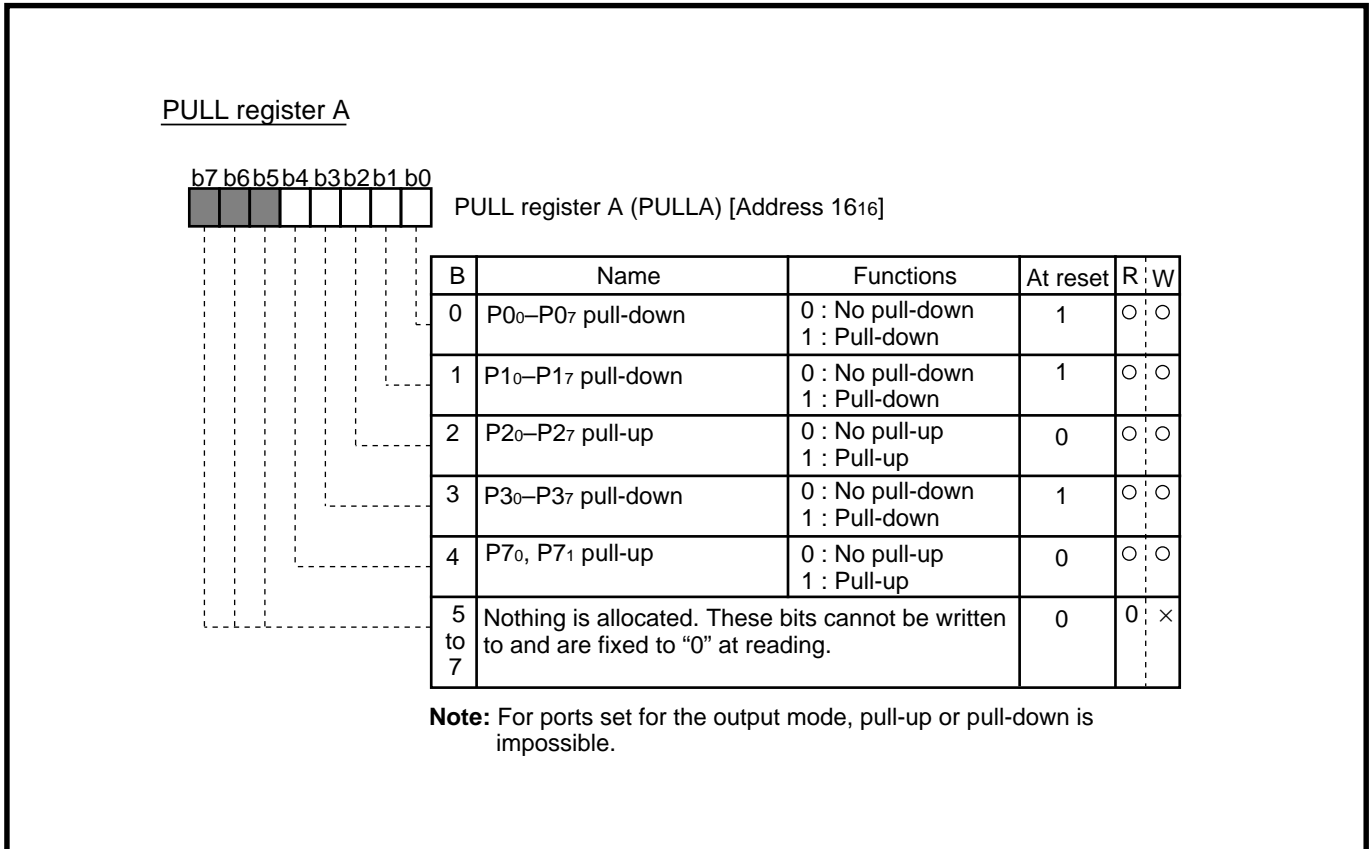 PULL register A
b7 b6 b5 b4 b3 b2 b1 b0
PULL register A (PULLA) [Address 16₁₆]
B Name Functions At reset R W
0 P0₀–P0₇ pull-down 0 : No pull-down 1 ○ ○
1 : Pull-down
1 P1₀–P1₇ pull-down 0 : No pull-down 1 ○ ○
1 : Pull-down
2 P2₀–P2₇ pull-up 0 : No pull-up 0 ○ ○
1 : Pull-up
3 P3₀–P3₇ pull-down 0 : No pull-down 1 ○ ○
1 : Pull-down
4 P7₀, P7₁ pull-up 0 : No pull-up 0 ○ ○
1 : Pull-up
5 Nothing is allocated. These bits cannot be written 0 0 ×
to to and are fixed to “0” at reading.
7
Note: For ports set for the output mode, pull-up or pull-down is
impossible.